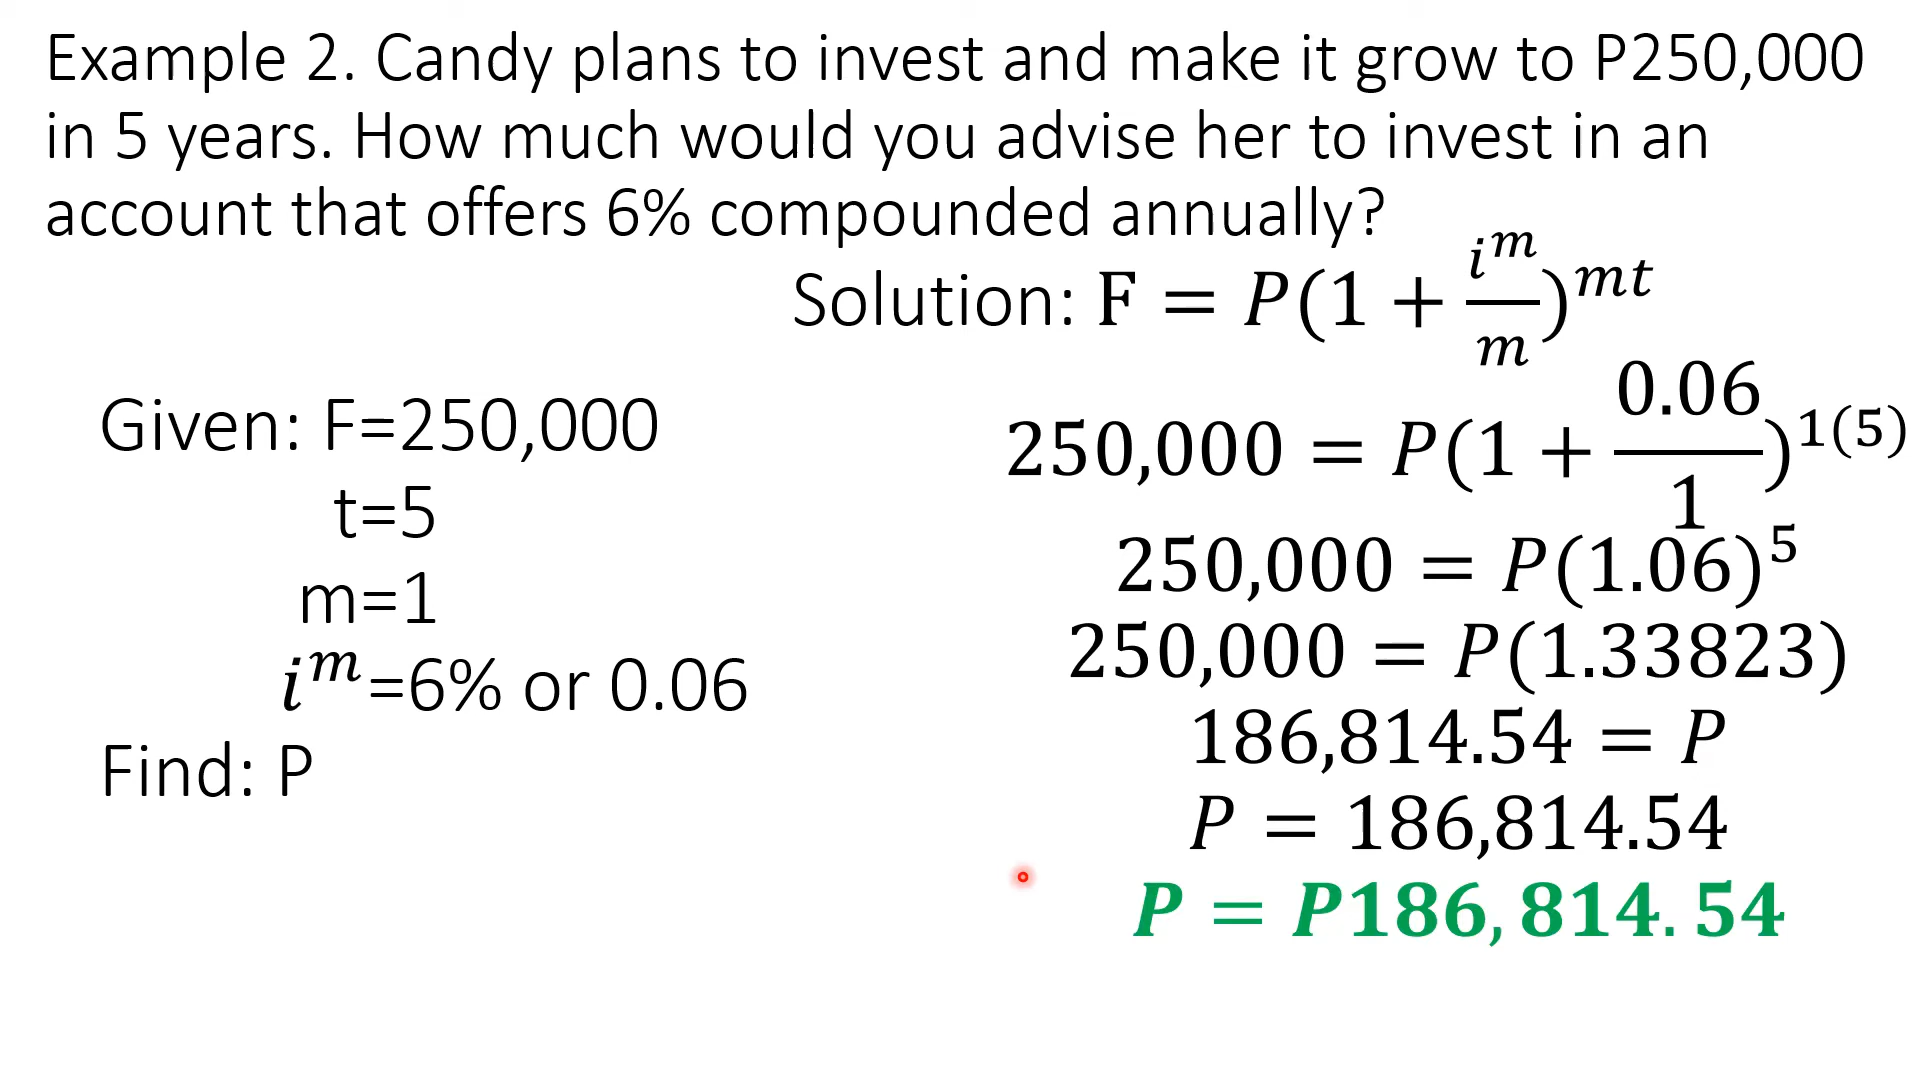 Example 2. Candy plans to invest and make it grow to P250,000
in 5 years. How much would you advise her to invest in an
account that offers 6% compounded annually?
Solution: F = P(1 + i^m/m)^mt
Given: F=250,000
t=5
m=1
i^m=6% or 0.06
Find: P
250,000 = P(1 + 0.06/1)^1(5)
250,000 = P(1.06)^5
250,000 = P(1.33823)
186,814.54 = P
P = 186,814.54
P = P186,814.54